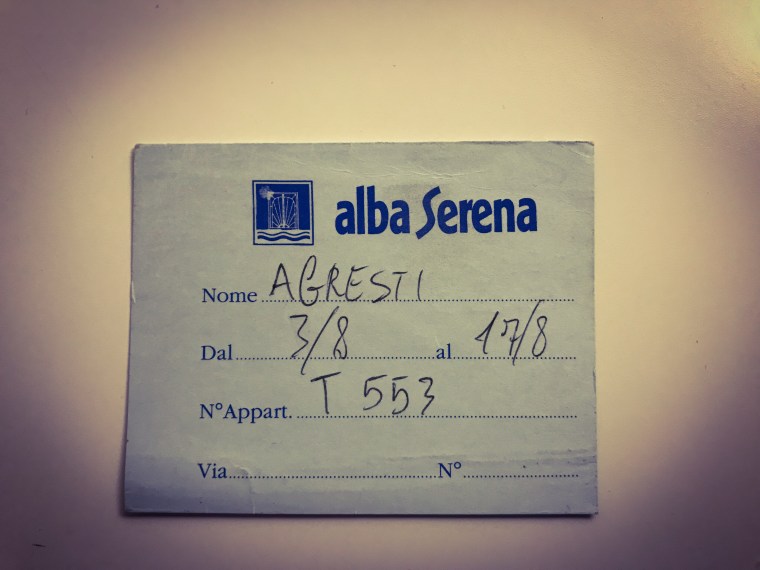 alba Serena
Nome AGRESTI
Dal 3/8 al 17/8
N°Appart. T 553
Via N°